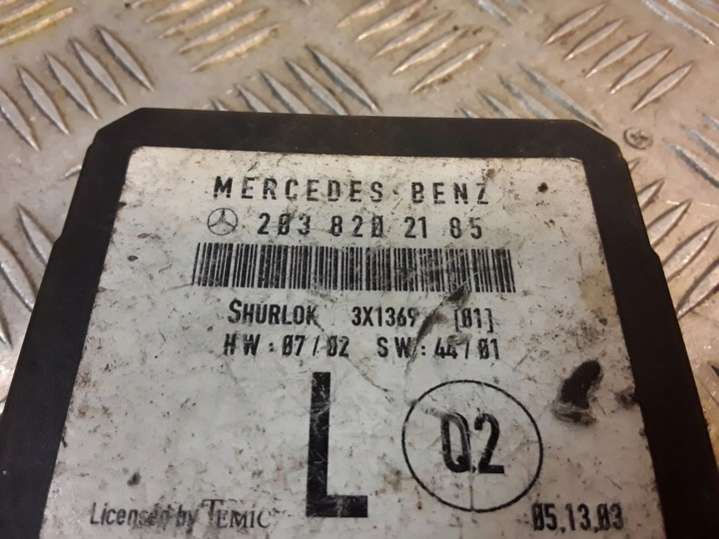 MERCEDES-BENZ
203 820 21 85
SHURLOK 3X1369 [01]
HW:07/02 SW:44/01
L Q2
Licensed by TEMIC 05.13.03